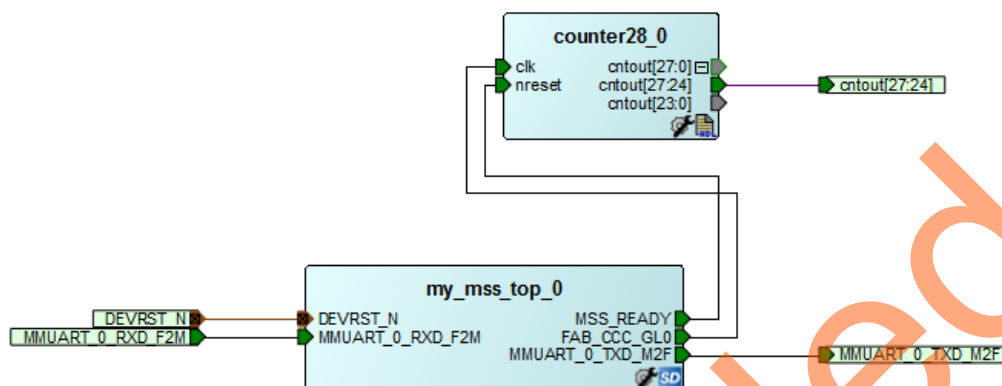 counter28_0
clk
cntout[27:0]
nreset
cntout[27:24]
cntout[27:24]
cntout[23:0]
HDL
my_mss_top_0
DEVRST_N
DEVRST_N
MSS_READY
MMUART_0_RXD_F2M
MMUART_0_RXD_F2M
FAB_CCC_GL0
MMUART_0_TXD_M2F
MMUART_0_TXD_M2F
SD